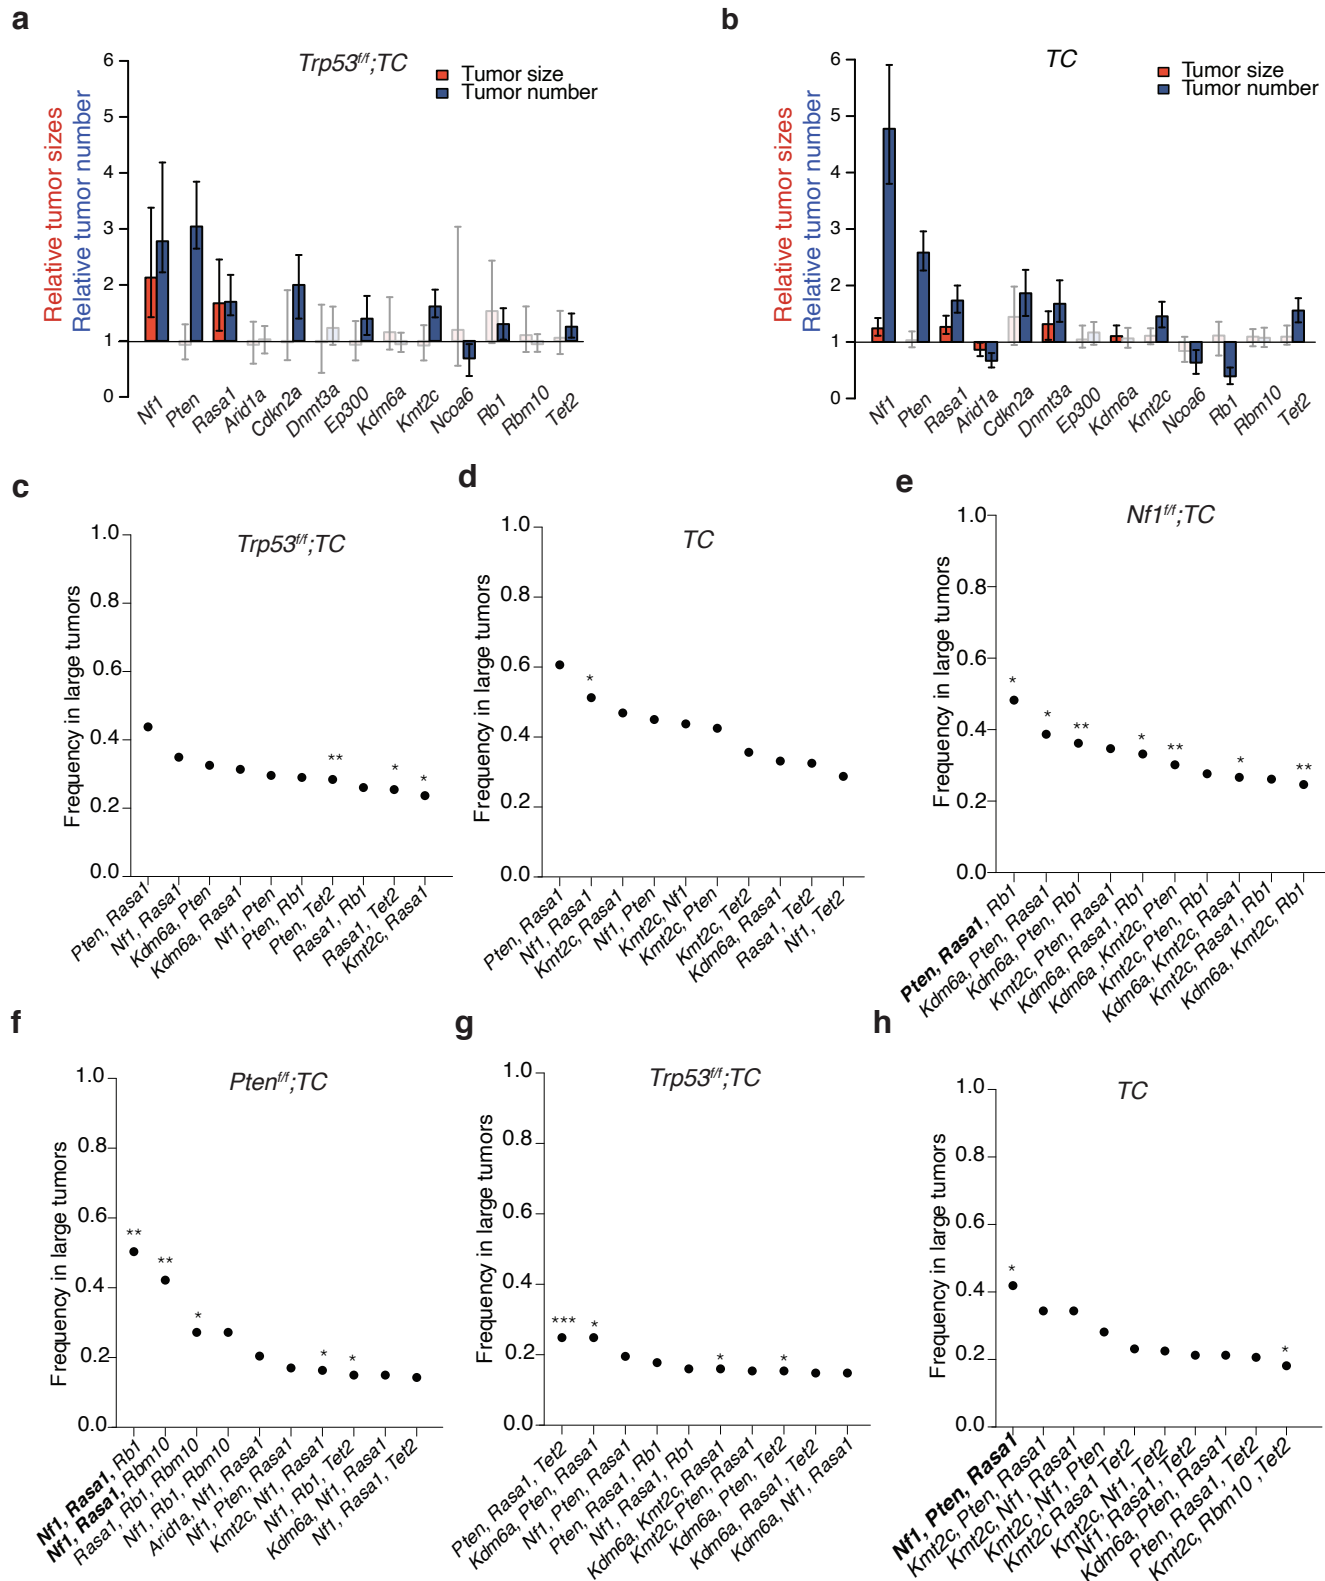 a
Trp53f/f;TC
Tumor size
Tumor number
Relative tumor sizes
Relative tumor number
6
5
4
3
2
1
0
Nf1
Pten
Rasa1
Arid1a
Cdkn2a
Dnmt3a
Ep300
Kdm6a
Kmt2c
Ncoa6
Rb1
Rbm10
Tet2
b
TC
Tumor size
Tumor number
Relative tumor sizes
Relative tumor number
6
5
4
3
2
1
0
Nf1
Pten
Rasa1
Arid1a
Cdkn2a
Dnmt3a
Ep300
Kdm6a
Kmt2c
Ncoa6
Rb1
Rbm10
Tet2
c
Trp53f/f;TC
Frequency in large tumors
1.0
0.8
0.6
0.4
0.2
0.0
**
*
*
Pten, Rasa1
Nf1, Rasa1
Kdm6a, Pten
Kdm6a, Rasa1
Nf1, Pten
Pten, Rb1
Pten, Tet2
Rasa1, Rb1
Rasa1, Tet2
Kmt2c, Rasa1
d
TC
Frequency in large tumors
1.0
0.8
0.6
0.4
0.2
0.0
*
Pten, Rasa1
Nf1, Rasa1
Kmt2c, Rasa1
Nf1, Pten
Kmt2c, Nf1
Kmt2c, Pten
Kmt2c, Tet2
Kdm6a, Rasa1
Rasa1, Tet2
Nf1, Tet2
e
Nf1f/f;TC
Frequency in large tumors
1.0
0.8
0.6
0.4
0.2
0.0
*
*
**
*
**
*
**
Pten, Rasa1, Rb1
Kdm6a, Pten, Rasa1
Kdm6a, Pten, Rb1
Kmt2c, Pten, Rasa1
Kdm6a, Rasa1, Rb1
Kdm6a ,Kmt2c, Pten
Kmt2c, Pten, Rb1
Kdm6a, Kmt2c, Rasa1
Kmt2c, Rasa1, Rb1
Kdm6a, Kmt2c, Rb1
f
Ptenf/f;TC
Frequency in large tumors
1.0
0.8
0.6
0.4
0.2
0.0
**
**
*
*
*
Nf1, Rasa1, Rb1
Nf1, Rasa1, Rbm10
Rasa1, Rb1, Rbm10
Nf1, Rb1, Rbm10
Arid1a, Nf1, Rasa1
Nf1, Pten, Rasa1
Kmt2c, Nf1, Rasa1
Nf1, Rb1, Tet2
Kdm6a, Nf1, Rasa1
Nf1, Rasa1, Tet2
g
Trp53f/f;TC
Frequency in large tumors
1.0
0.8
0.6
0.4
0.2
0.0
***
*
*
*
Pten, Rasa1, Tet2
Kdm6a, Pten, Rasa1
Nf1, Pten, Rasa1
Pten, Rasa1, Rb1
Nf1, Rasa1, Rb1
Kdm6a, Kmt2c, Rasa1
Kmt2c Pten, Rasa1
Kdm6a, Pten, Tet2
Kdm6a, Rasa1, Tet2
Kdm6a, Nf1, Rasa1
h
TC
Frequency in large tumors
1.0
0.8
0.6
0.4
0.2
0.0
*
*
Nf1, Pten, Rasa1
Kmt2c, Pten, Rasa1
Kmt2c, Nf1, Rasa1
Kmt2c, Nf1, Pten
Kmt2c Rasa1 Tet2
Kmt2c, Nf1, Tet2
Nf1, Rasa1, Tet2
Kdm6a, Pten, Rasa1
Pten, Rasa1, Tet2
Kmt2c, Rbm10, Tet2